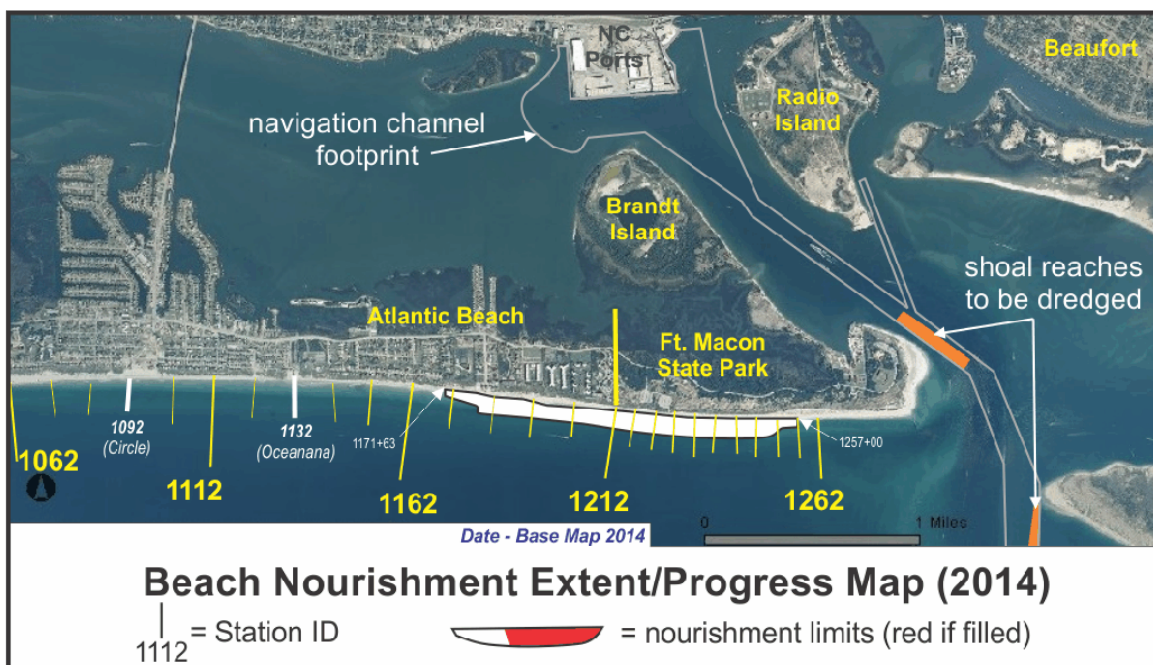 NC
Ports
Beaufort
Radio
Island
navigation channel
footprint
Brandt
Island
shoal reaches
to be dredged
Atlantic Beach
Ft. Macon
State Park
1092
(Circle)
1132
(Oceanana)
1171+63
1257+00
1062
1112
1162
1212
1262
0
1 Miles
Date - Base Map 2014
Beach Nourishment Extent/Progress Map (2014)
1112
= Station ID
= nourishment limits (red if filled)